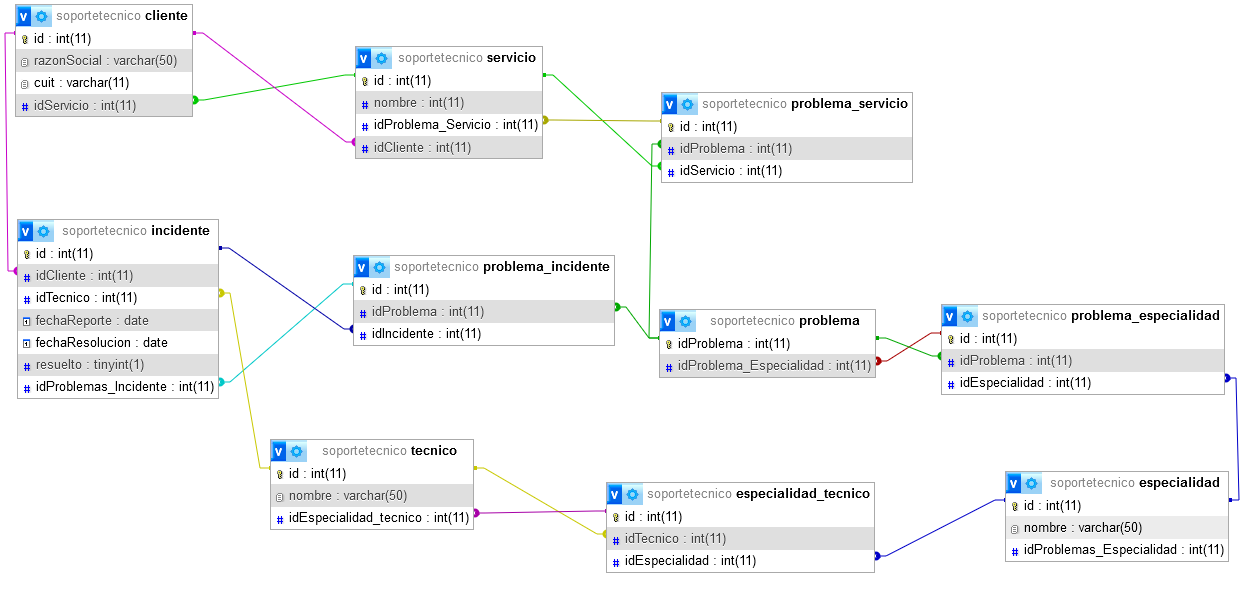 soportetecnico cliente
id : int(11)
razonSocial : varchar(50)
cuit : varchar(11)
idServicio : int(11)
soportetecnico servicio
id : int(11)
nombre : int(11)
idProblema_Servicio : int(11)
idCliente : int(11)
soportetecnico problema_servicio
id : int(11)
idProblema : int(11)
idServicio : int(11)
soportetecnico incidente
id : int(11)
idCliente : int(11)
idTecnico : int(11)
fechaReporte : date
fechaResolucion : date
resuelto : tinyint(1)
idProblemas_Incidente : int(11)
soportetecnico problema_incidente
id : int(11)
idProblema : int(11)
idIncidente : int(11)
soportetecnico problema
idProblema : int(11)
idProblema_Especialidad : int(11)
soportetecnico problema_especialidad
id : int(11)
idProblema : int(11)
idEspecialidad : int(11)
soportetecnico tecnico
id : int(11)
nombre : varchar(50)
idEspecialidad_tecnico : int(11)
soportetecnico especialidad_tecnico
id : int(11)
idTecnico : int(11)
idEspecialidad : int(11)
soportetecnico especialidad
id : int(11)
nombre : varchar(50)
idProblemas_Especialidad : int(11)